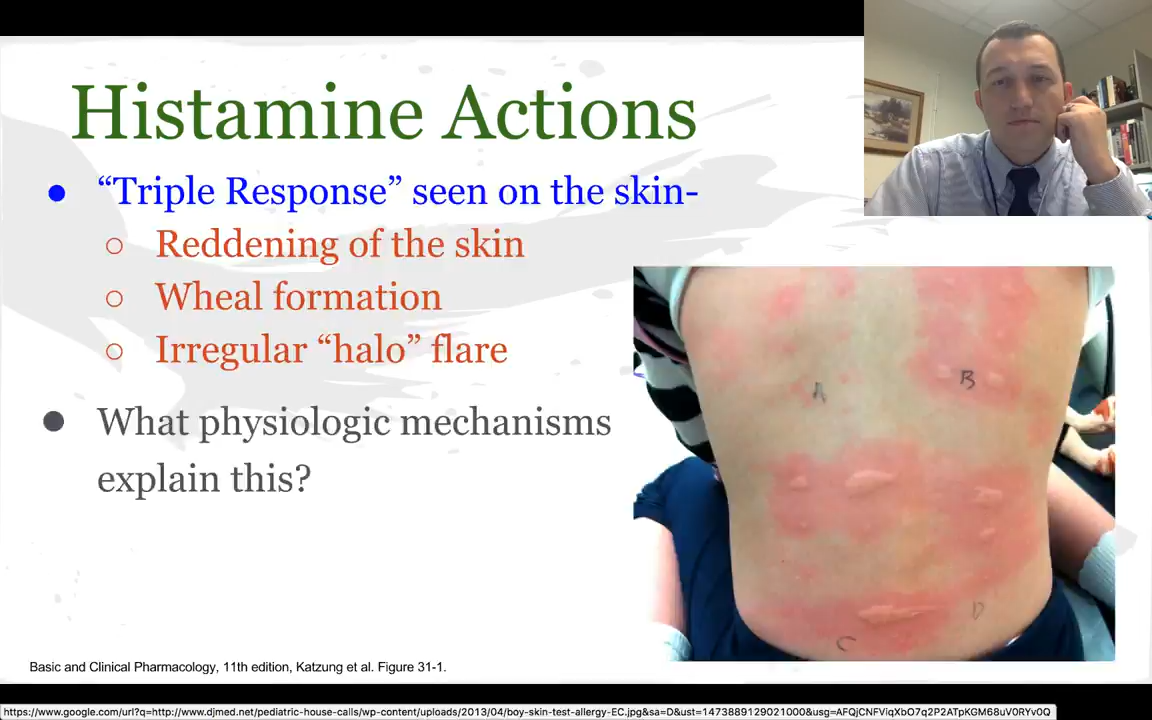 Histamine Actions
● “Triple Response” seen on the skin-
○ Reddening of the skin
○ Wheal formation
○ Irregular “halo” flare
● What physiologic mechanisms
explain this?
A
B
D
C
Basic and Clinical Pharmacology, 11th edition, Katzung et al. Figure 31-1.
https://www.google.com/url?q=http://www.djmed.net/pediatric-house-calls/wp-content/uploads/2013/04/boy-skin-test-allergy-EC.jpg&sa=D&ust=1473889129021000&usg=AFQjCNFViqXbO7q2P2ATpKGM68uV0RYv0Q